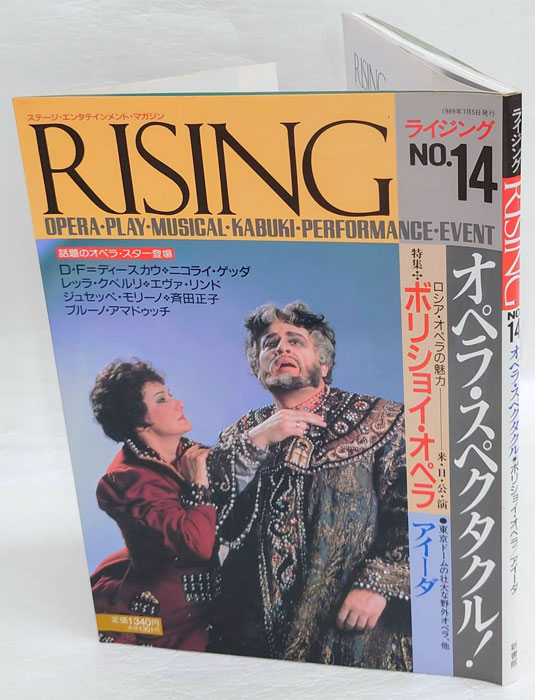 ステージ・エンタテインメント・マガジン
RISING
1989年7月5日発行
ライジング
NO.14
OPERA・PLAY・MUSICAL・KABUKI・PERFORMANCE・EVENT
話題のオペラ・スター登場
D・F=ディースカウ✣ニコライ・ゲッダ
レッラ・クベルリ✣エヴァ・リンド
ジュセッペ・モリーノ✣斉田正子
ブルーノ・アマドゥッチ
オペラ・スペクタクル!
特集✣ボリショイ・オペラ
ロシア・オペラの魅力――来・日・公・演
アイーダ
●東京ドームの壮大な野外オペラ、他
定価1340円
ライジング
RISING
NO.14
オペラ・スペクタクル●ボリショイ・オペラ/アイーダ
新書館
RISING